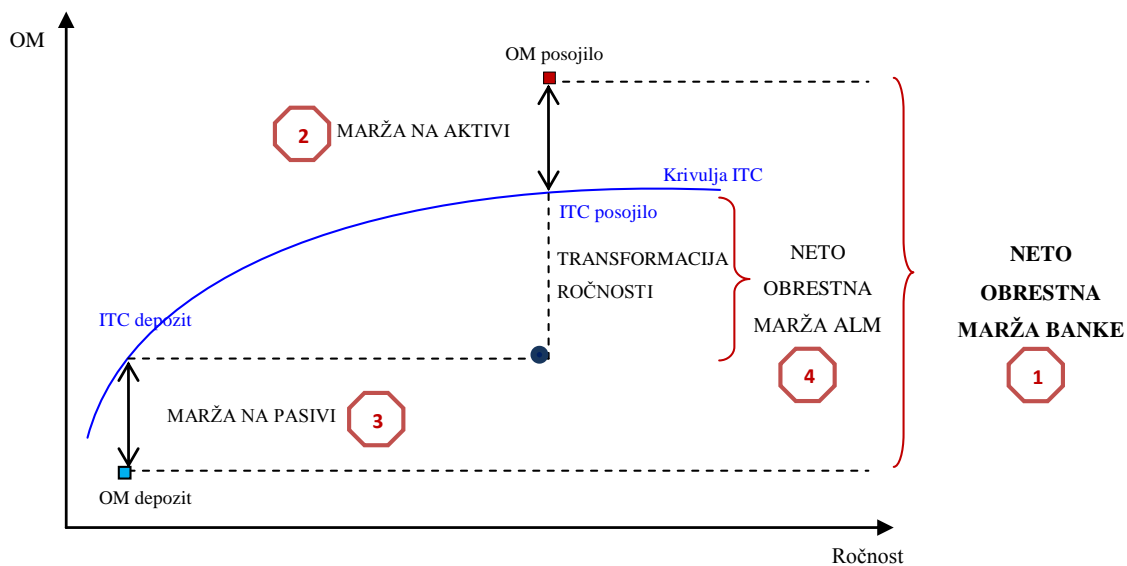 OM
OM posojilo
2
MARŽA NA AKTIVI
Krivulja ITC
ITC posojilo
TRANSFORMACIJA
ROČNOSTI
NETO
OBRESTNA
MARŽA ALM
4
NETO
OBRESTNA
MARŽA BANKE
1
ITC depozit
MARŽA NA PASIVI
3
OM depozit
Ročnost